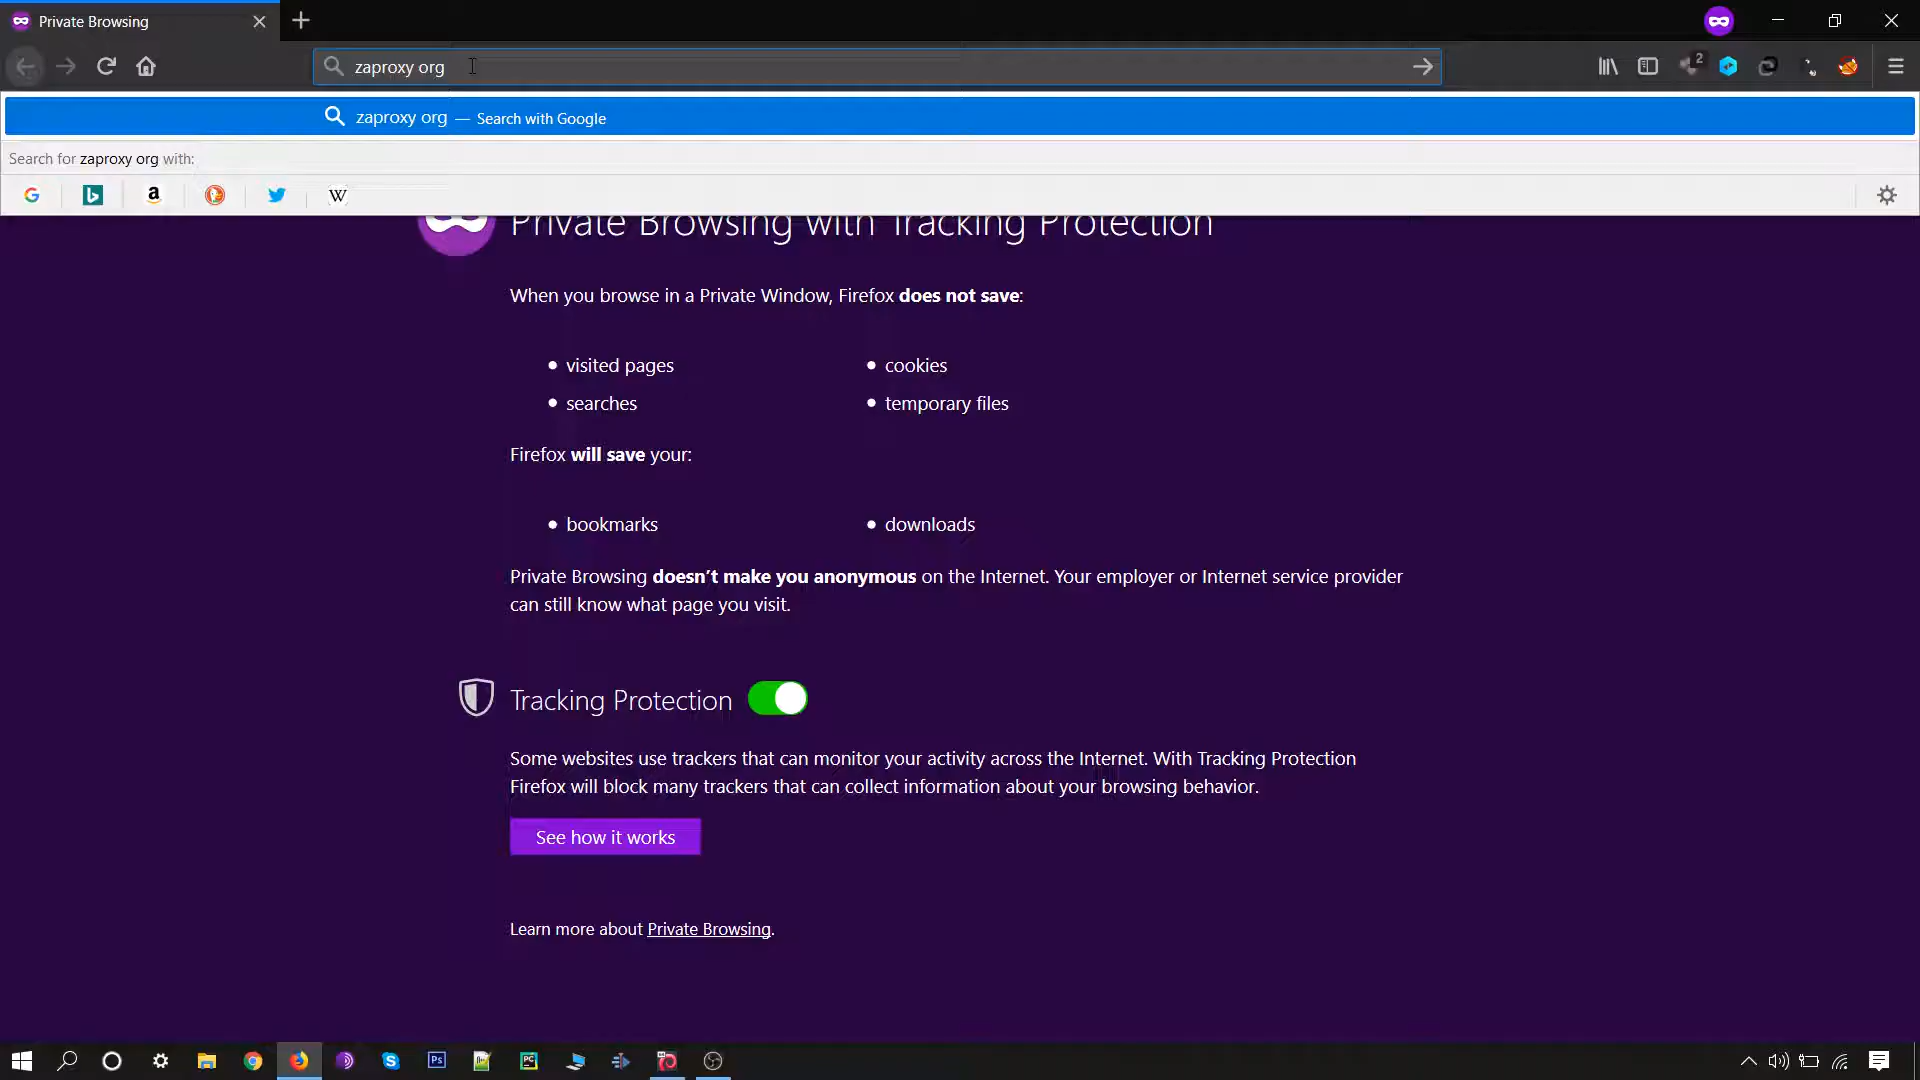 Private Browsing
zaproxy org
2
zaproxy org — Search with Google
Search for zaproxy org with:
Private Browsing with Tracking Protection
When you browse in a Private Window, Firefox does not save:
visited pages
cookies
searches
temporary files
Firefox will save your:
bookmarks
downloads
Private Browsing doesn't make you anonymous on the Internet. Your employer or Internet service provider
can still know what page you visit.
Tracking Protection
Some websites use trackers that can monitor your activity across the Internet. With Tracking Protection
Firefox will block many trackers that can collect information about your browsing behavior.
See how it works
Learn more about Private Browsing.